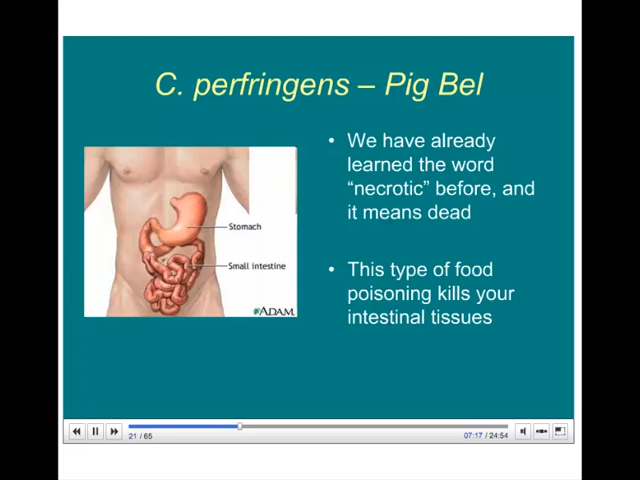 C. perfringens – Pig Bel
• We have already
learned the word
“necrotic” before, and
it means dead
• This type of food
poisoning kills your
intestinal tissues
Stomach
Small intestine
ADAM.
21 / 65
07:17 / 24:54